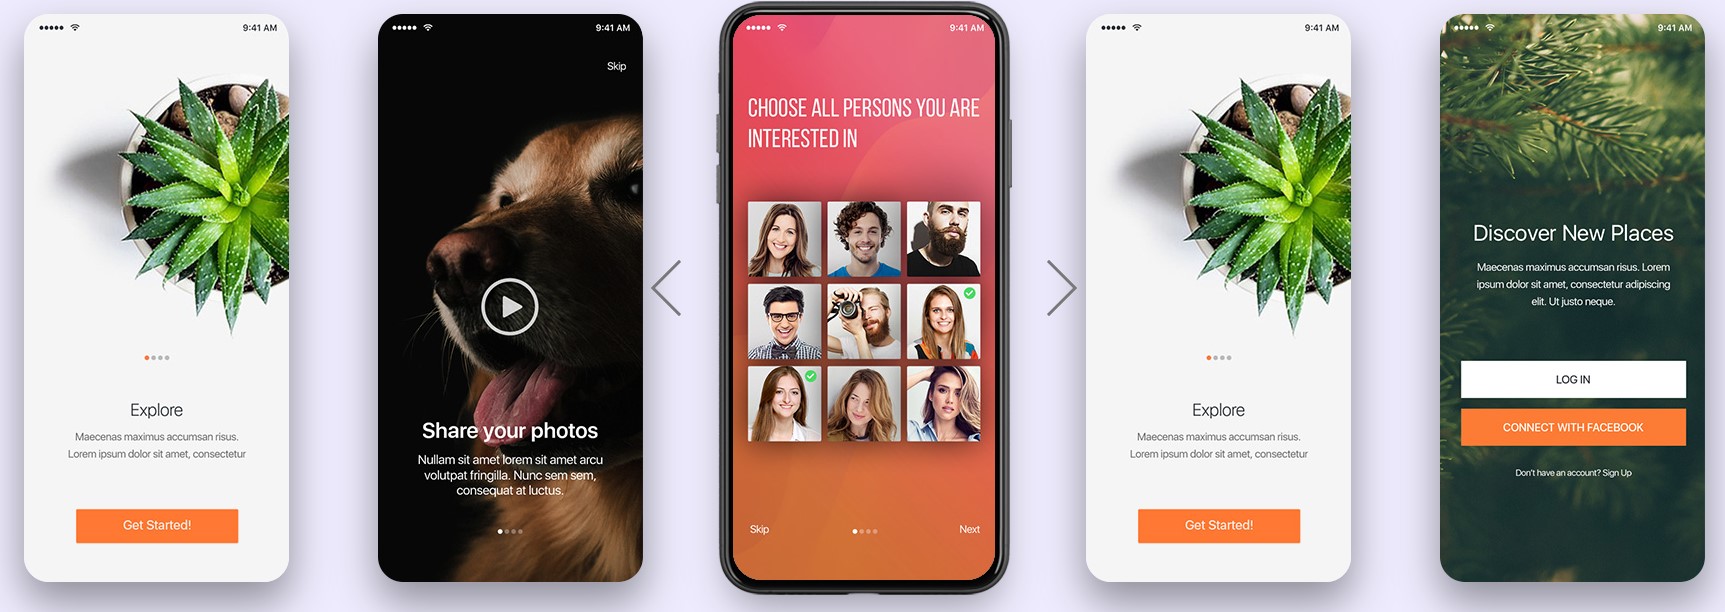 9:41 AM
Explore
Maecenas maximus accumsan risus.
Lorem ipsum dolor sit amet, consectetur
Get Started!
9:41 AM
Skip
Share your photos
Nullam sit amet lorem sit amet arcu
volutpat fringilla. Nunc sem sem,
consequat at luctus.
9:41 AM
CHOOSE ALL PERSONS YOU ARE
INTERESTED IN
Skip
Next
9:41 AM
Explore
Maecenas maximus accumsan risus.
Lorem ipsum dolor sit amet, consectetur
Get Started!
9:41 AM
Discover New Places
Maecenas maximus accumsan risus. Lorem
ipsum dolor sit amet, consectetur adipiscing
elit. Ut justo neque.
LOG IN
CONNECT WITH FACEBOOK
Don't have an account? Sign Up